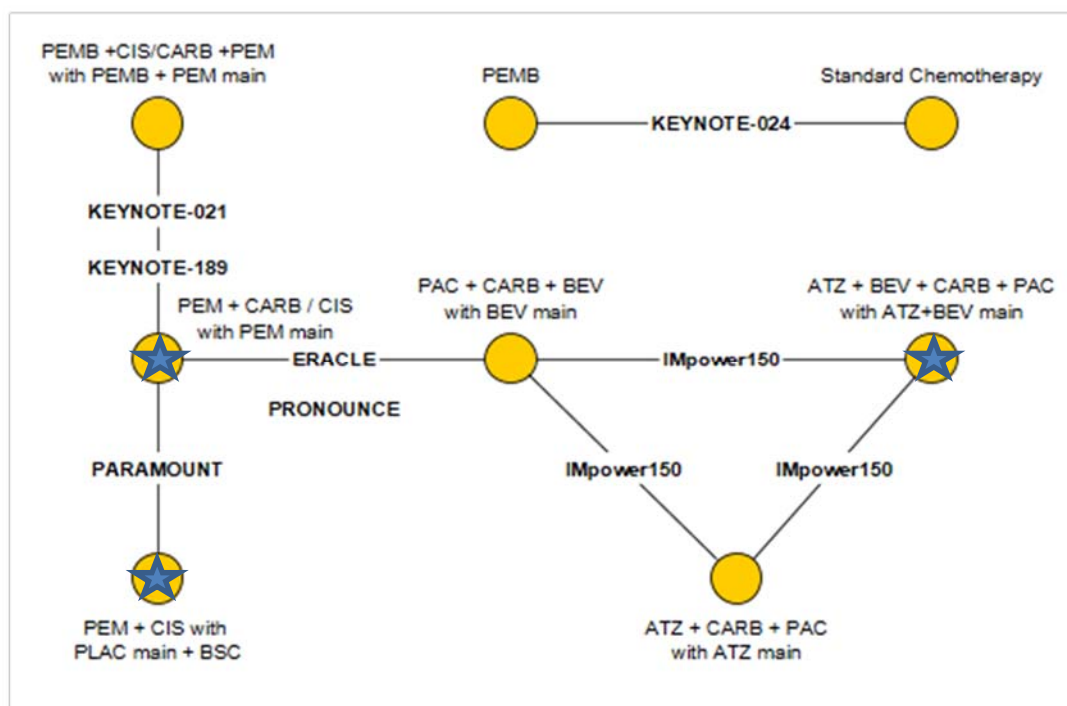 PEMB +CIS/CARB +PEM
with PEMB + PEM main
PEMB
Standard Chemotherapy
KEYNOTE-024
KEYNOTE-021
KEYNOTE-189
PEM + CARB / CIS
with PEM main
PAC + CARB + BEV
with BEV main
ATZ + BEV + CARB + PAC
with ATZ+BEV main
ERACLE
IMpower150
PRONOUNCE
PARAMOUNT
IMpower150
IMpower150
PEM + CIS with
PLAC main + BSC
ATZ + CARB + PAC
with ATZ main